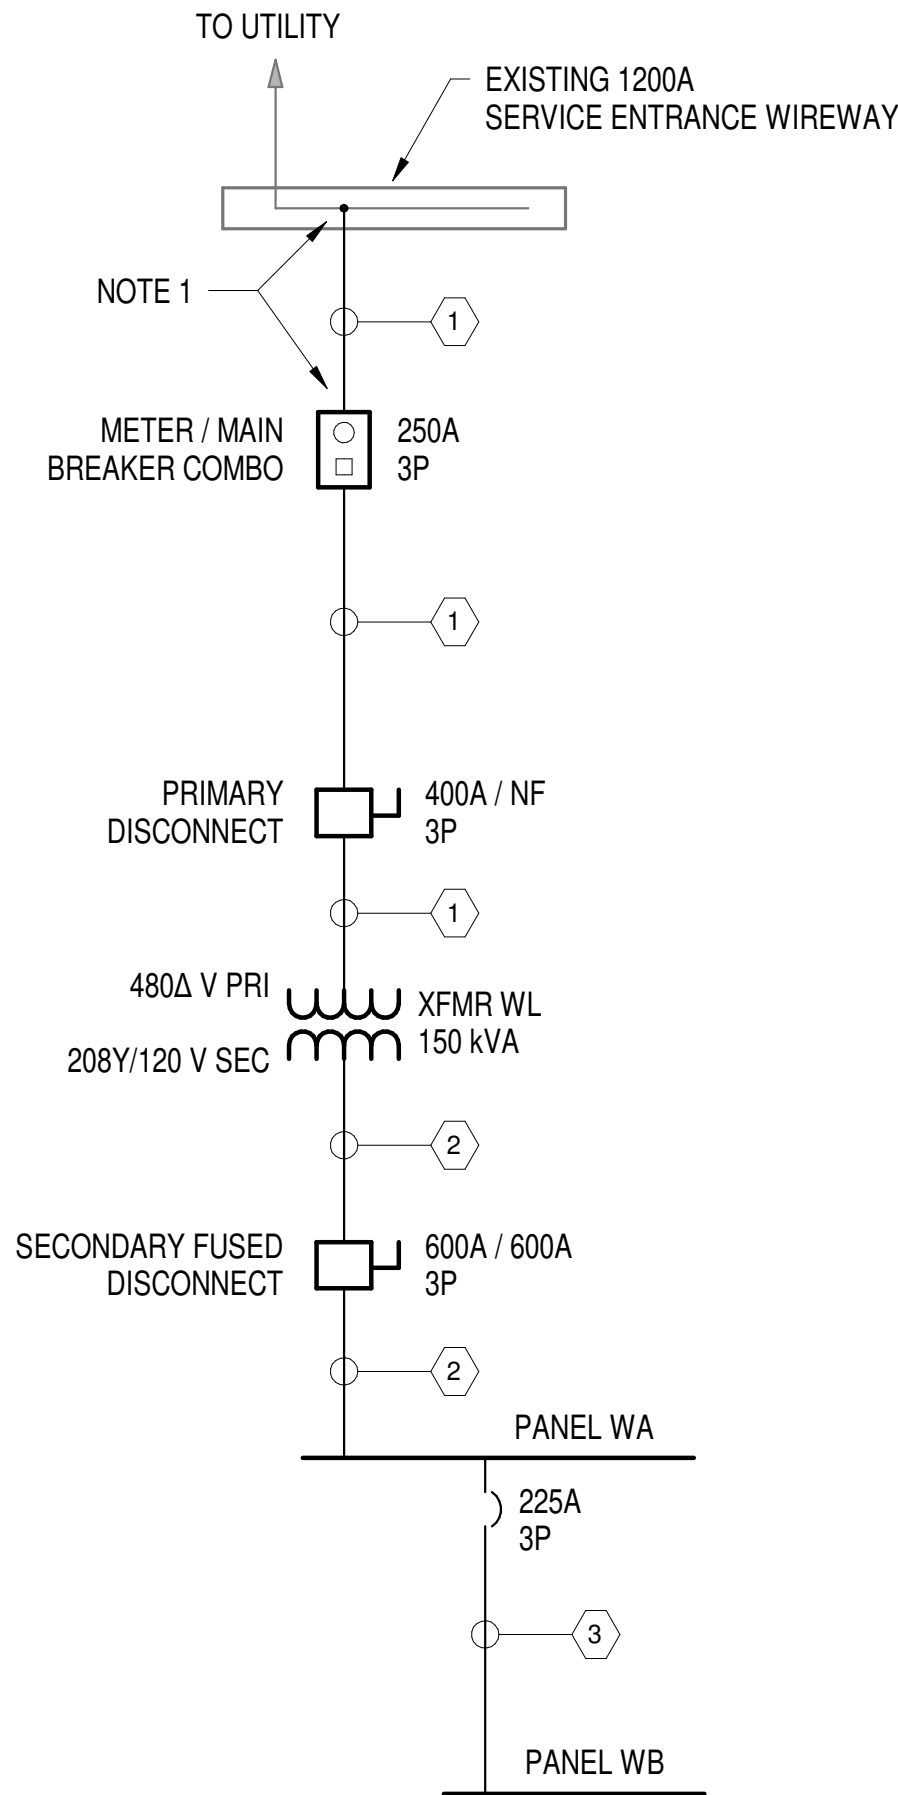 TO UTILITY
EXISTING 1200A
SERVICE ENTRANCE WIREWAY
NOTE 1
1
METER / MAIN
BREAKER COMBO
250A
3P
1
PRIMARY
DISCONNECT
400A / NF
3P
1
480Δ V PRI
208Y/120 V SEC
XFMR WL
150 kVA
2
SECONDARY FUSED
DISCONNECT
600A / 600A
3P
2
PANEL WA
225A
3P
3
PANEL WB